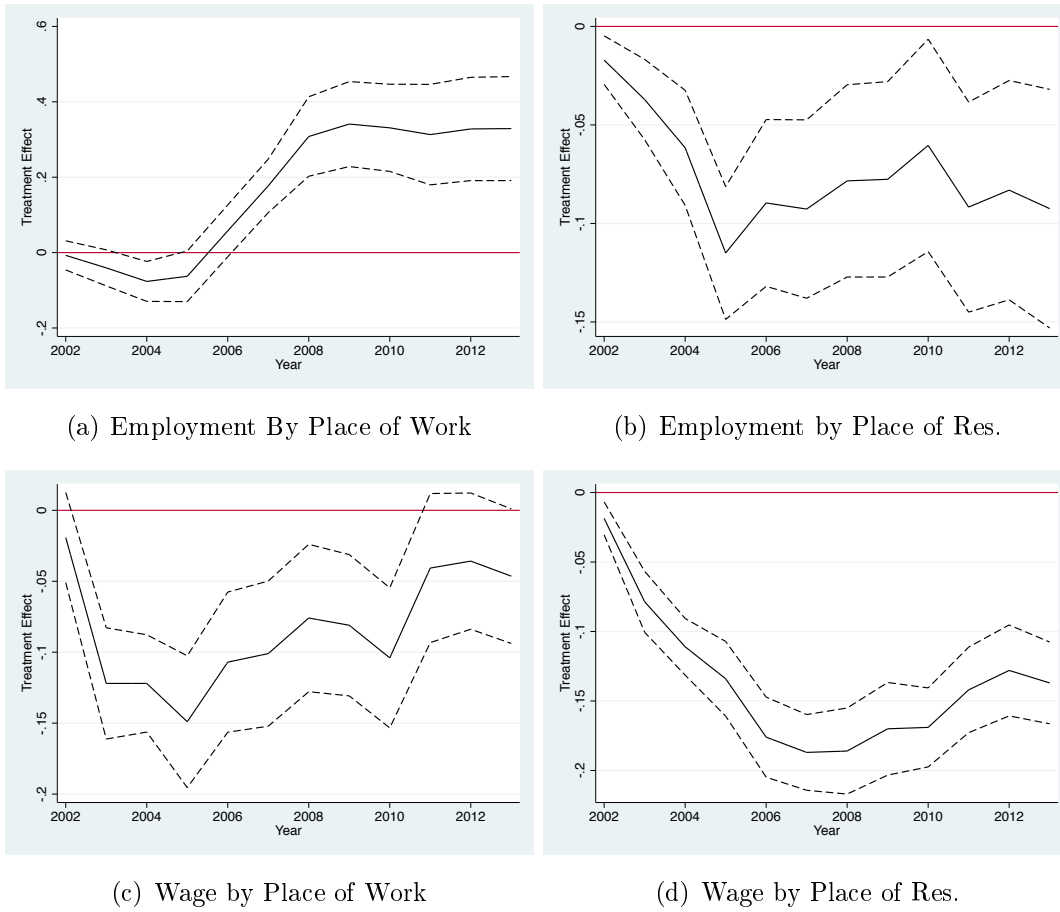 .6
.4
.2
0
-.2
Treatment Effect
2002 2004 2006 2008 2010 2012
Year
(a) Employment By Place of Work
0
-.05
-.1
-.15
Treatment Effect
2002 2004 2006 2008 2010 2012
Year
(b) Employment by Place of Res.
0
-.05
-.1
-.15
-.2
Treatment Effect
2002 2004 2006 2008 2010 2012
Year
(c) Wage by Place of Work
0
-.05
-.1
-.15
-.2
Treatment Effect
2002 2004 2006 2008 2010 2012
Year
(d) Wage by Place of Res.